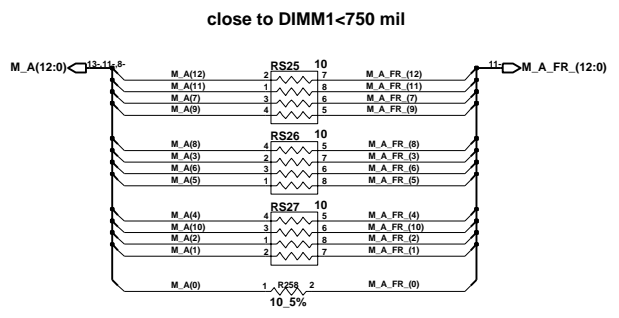 close to DIMM1<750 mil
M_A(12:0) 13-,11-,8- RS25 10 11- M_A_FR_(12:0)
M_A(12) 2 7 M_A_FR_(12)
M_A(11) 1 8 M_A_FR_(11)
M_A(7) 3 6 M_A_FR_(7)
M_A(9) 4 5 M_A_FR_(9)
RS26 10
M_A(8) 4 5 M_A_FR_(8)
M_A(3) 2 7 M_A_FR_(3)
M_A(6) 3 6 M_A_FR_(6)
M_A(5) 1 8 M_A_FR_(5)
RS27 10
M_A(4) 4 5 M_A_FR_(4)
M_A(10) 3 6 M_A_FR_(10)
M_A(2) 1 8 M_A_FR_(2)
M_A(1) 2 7 M_A_FR_(1)
M_A(0) 1 R258 2 M_A_FR_(0)
10_5%